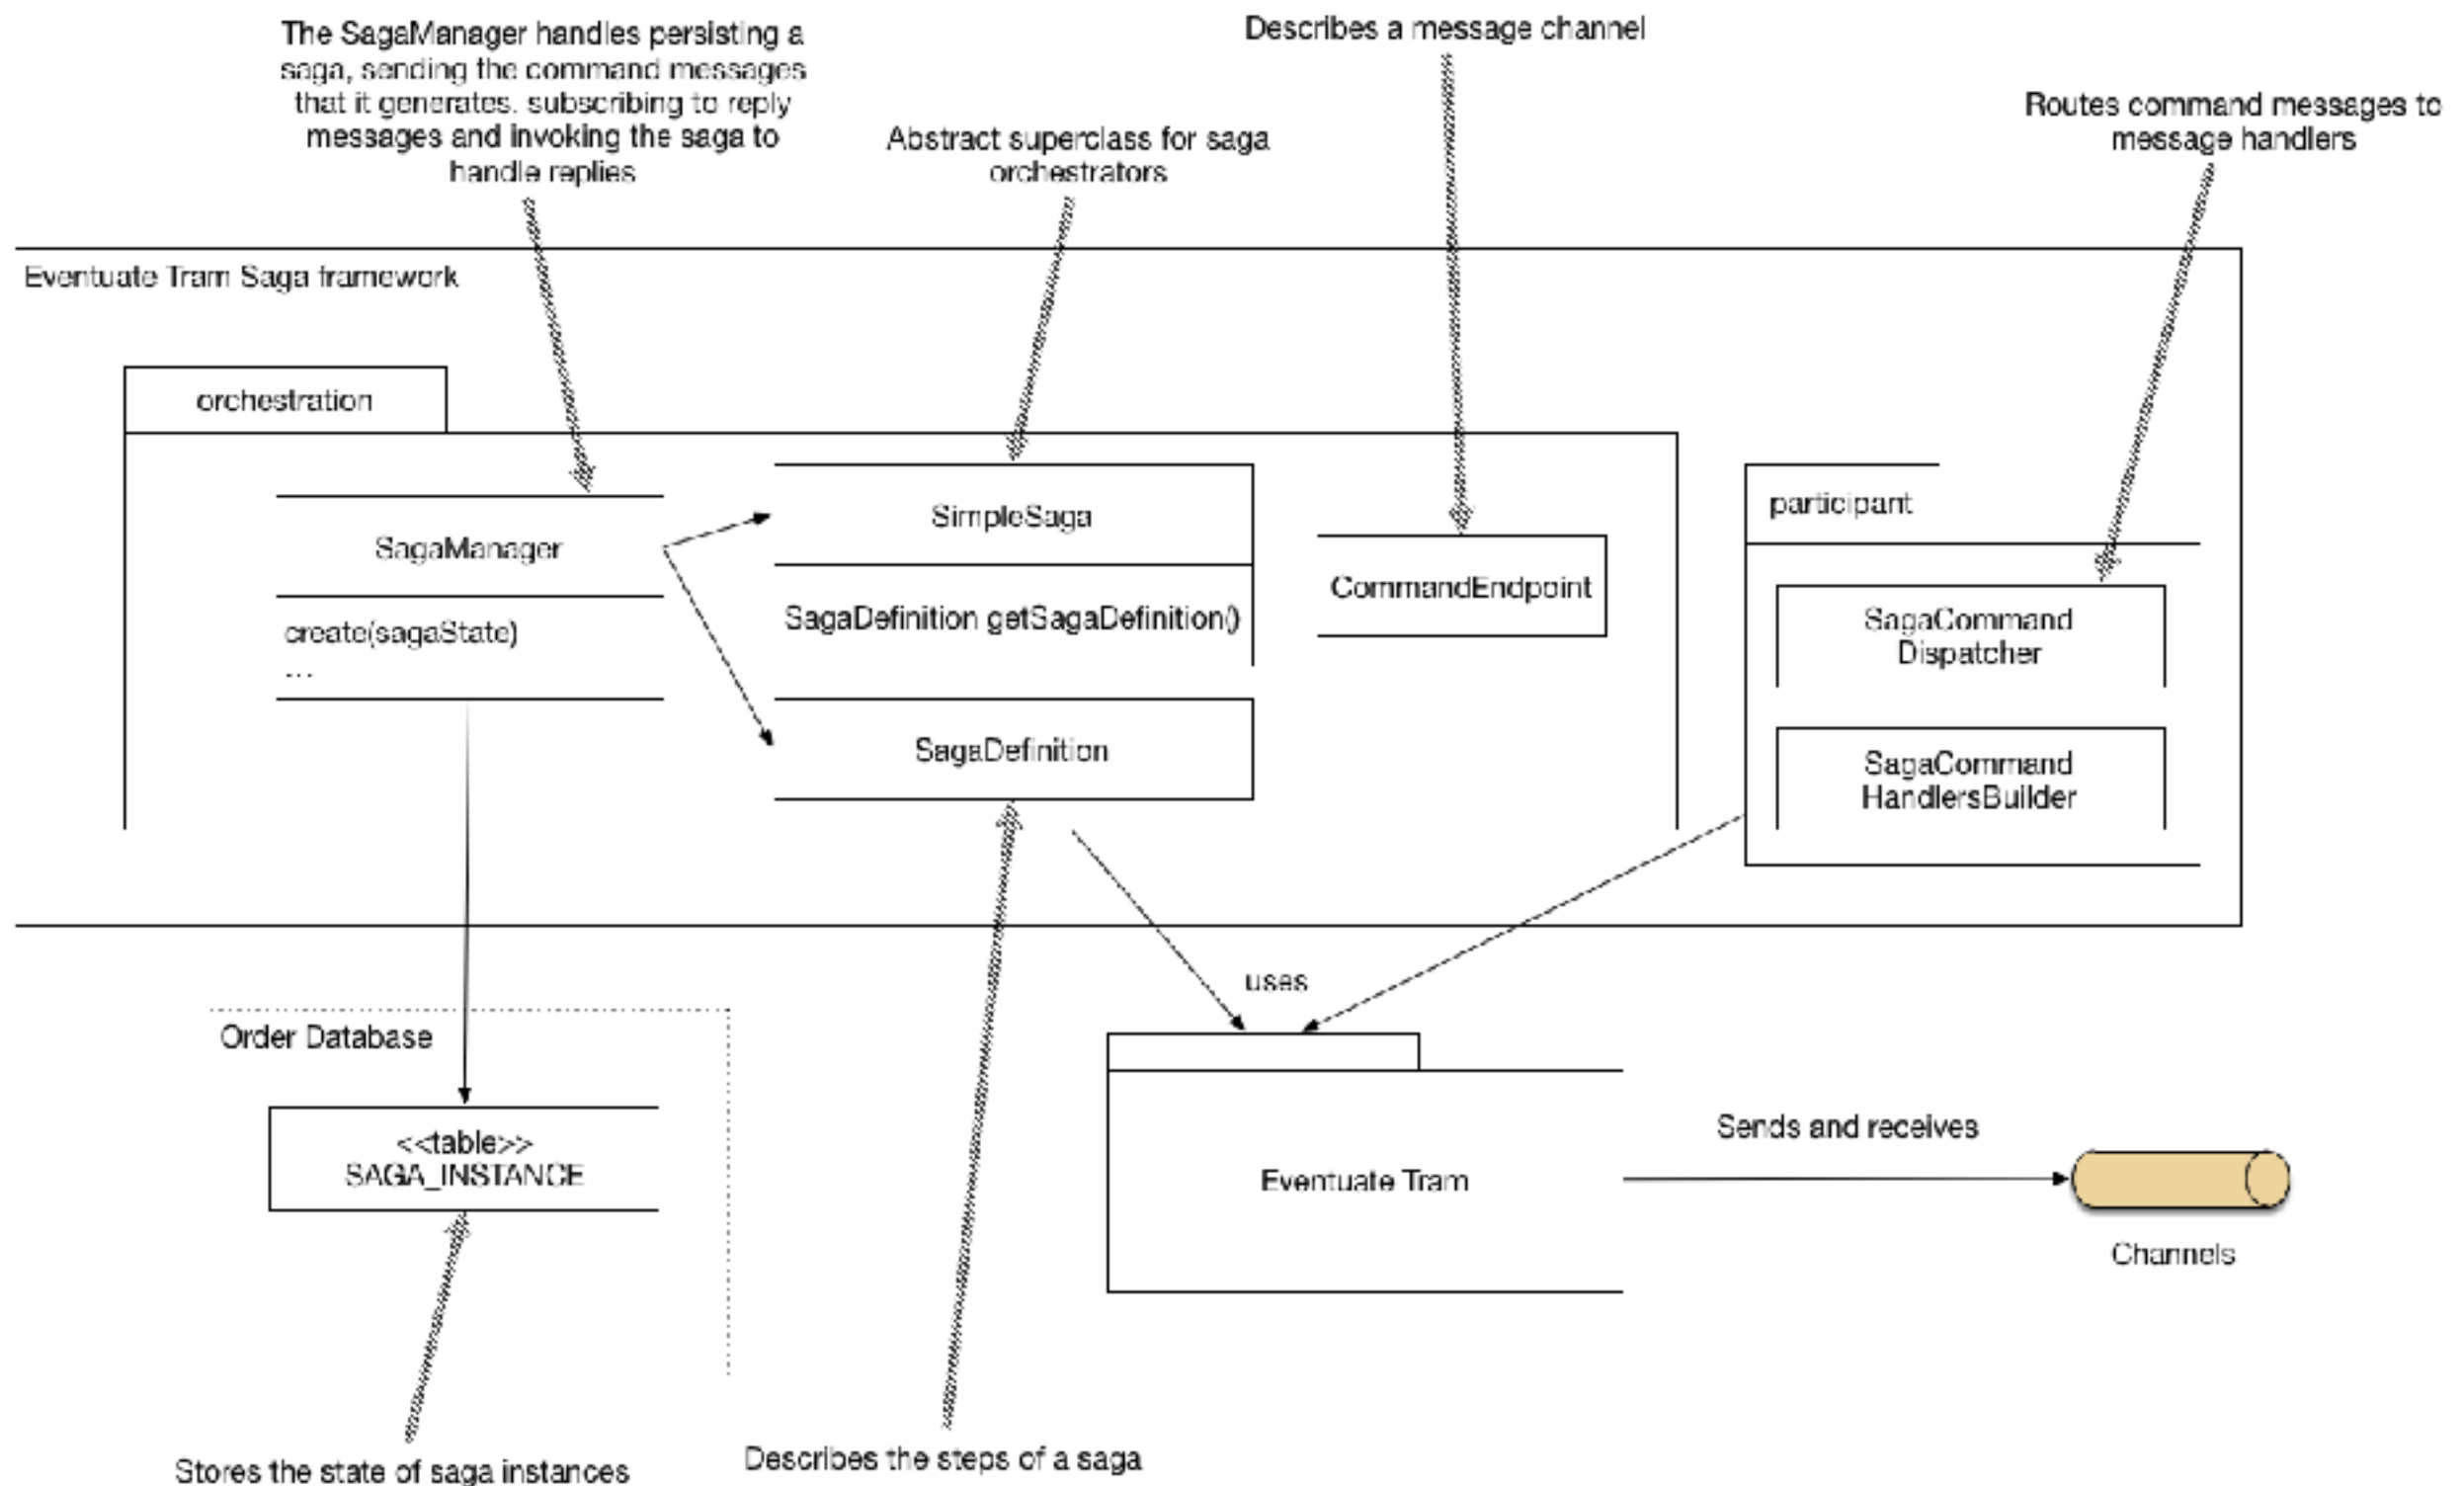 The SagaManager handles persisting a
saga, sending the command messages
that it generates. subscribing to reply
messages and invoking the saga to
handle replies
Abstract superclass for saga
orchestrators
Describes a message channel
Routes command messages to
message handlers
Eventuate Tram Saga framework
orchestration
SagaManager
create(sagaState)
...
SimpleSaga
SagaDefinition getSagaDefinition()
SagaDefinition
CommandEndpoint
participant
SagaCommand
Dispatcher
SagaCommand
HandlersBuilder
uses
Order Database
<<table>>
SAGA_INSTANCE
Eventuate Tram
Sends and receives
Channels
Stores the state of saga instances
Describes the steps of a saga